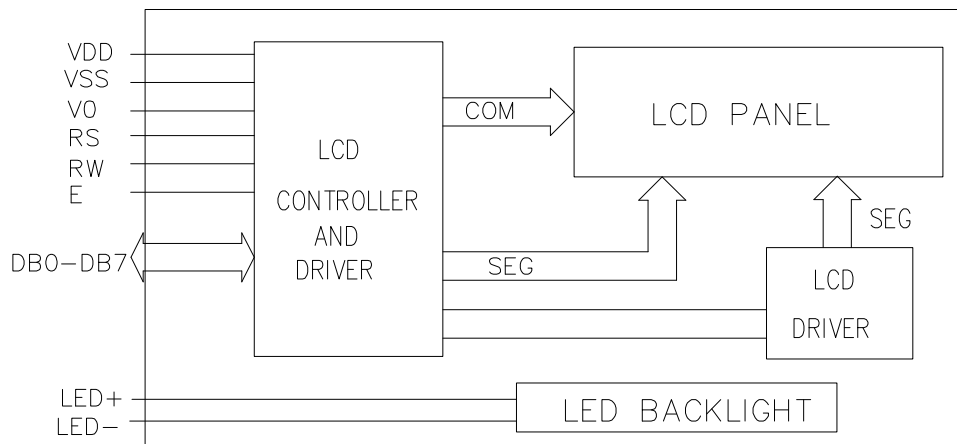 VDD
VSS
V0
RS
RW
E
DB0-DB7
LED+
LED-
LCD
CONTROLLER
AND
DRIVER
COM
SEG
LCD PANEL
SEG
LCD
DRIVER
LED BACKLIGHT